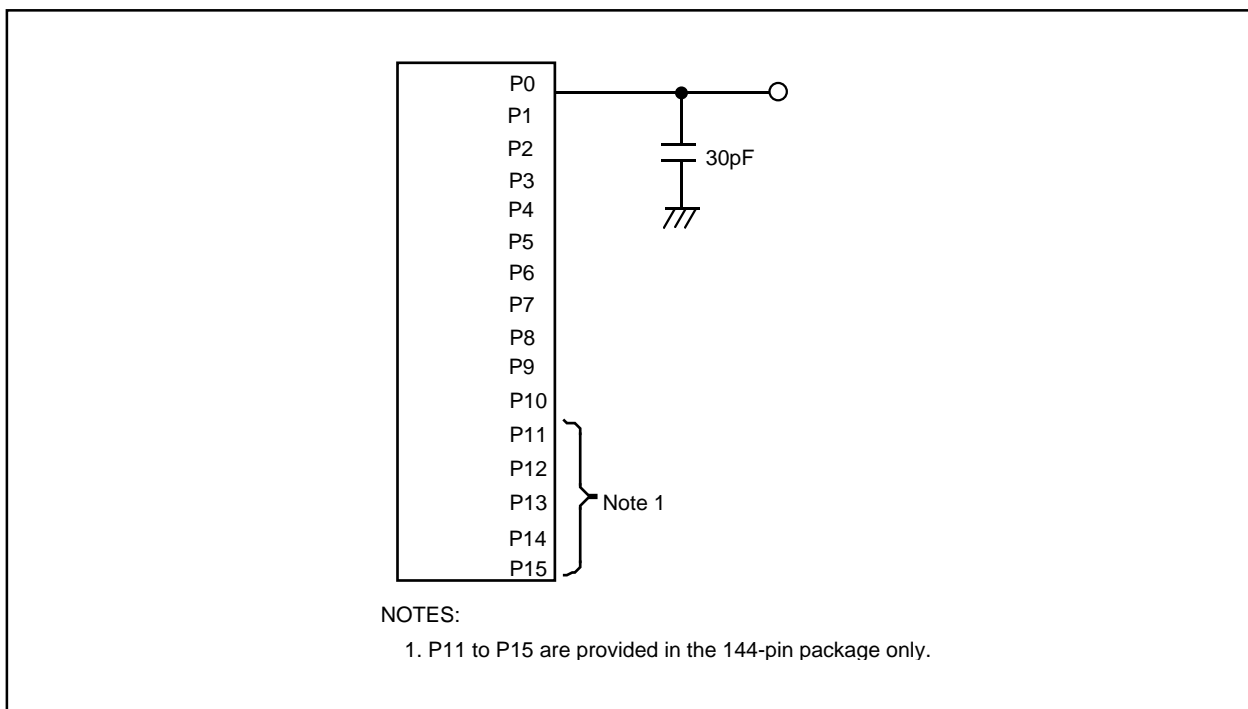 P0
P1
P2
P3
P4
P5
P6
P7
P8
P9
P10
P11
P12
P13
P14
P15
30pF
Note 1
NOTES:
1. P11 to P15 are provided in the 144-pin package only.